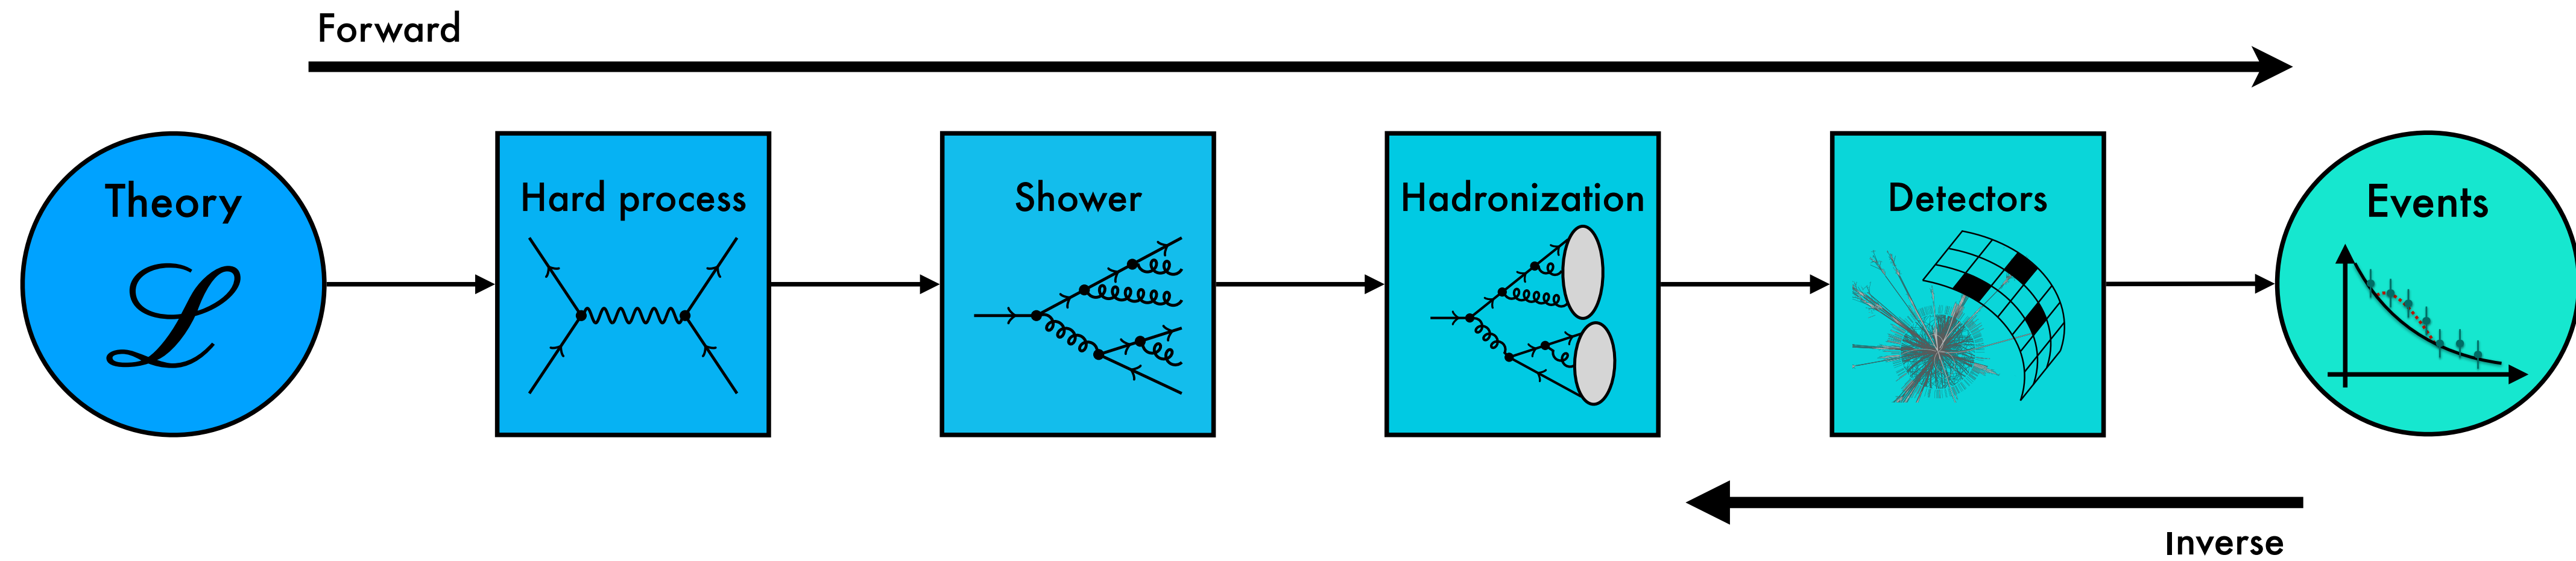 Forward
Theory
ℒ
Hard process
Shower
Hadronization
Detectors
Events
Inverse